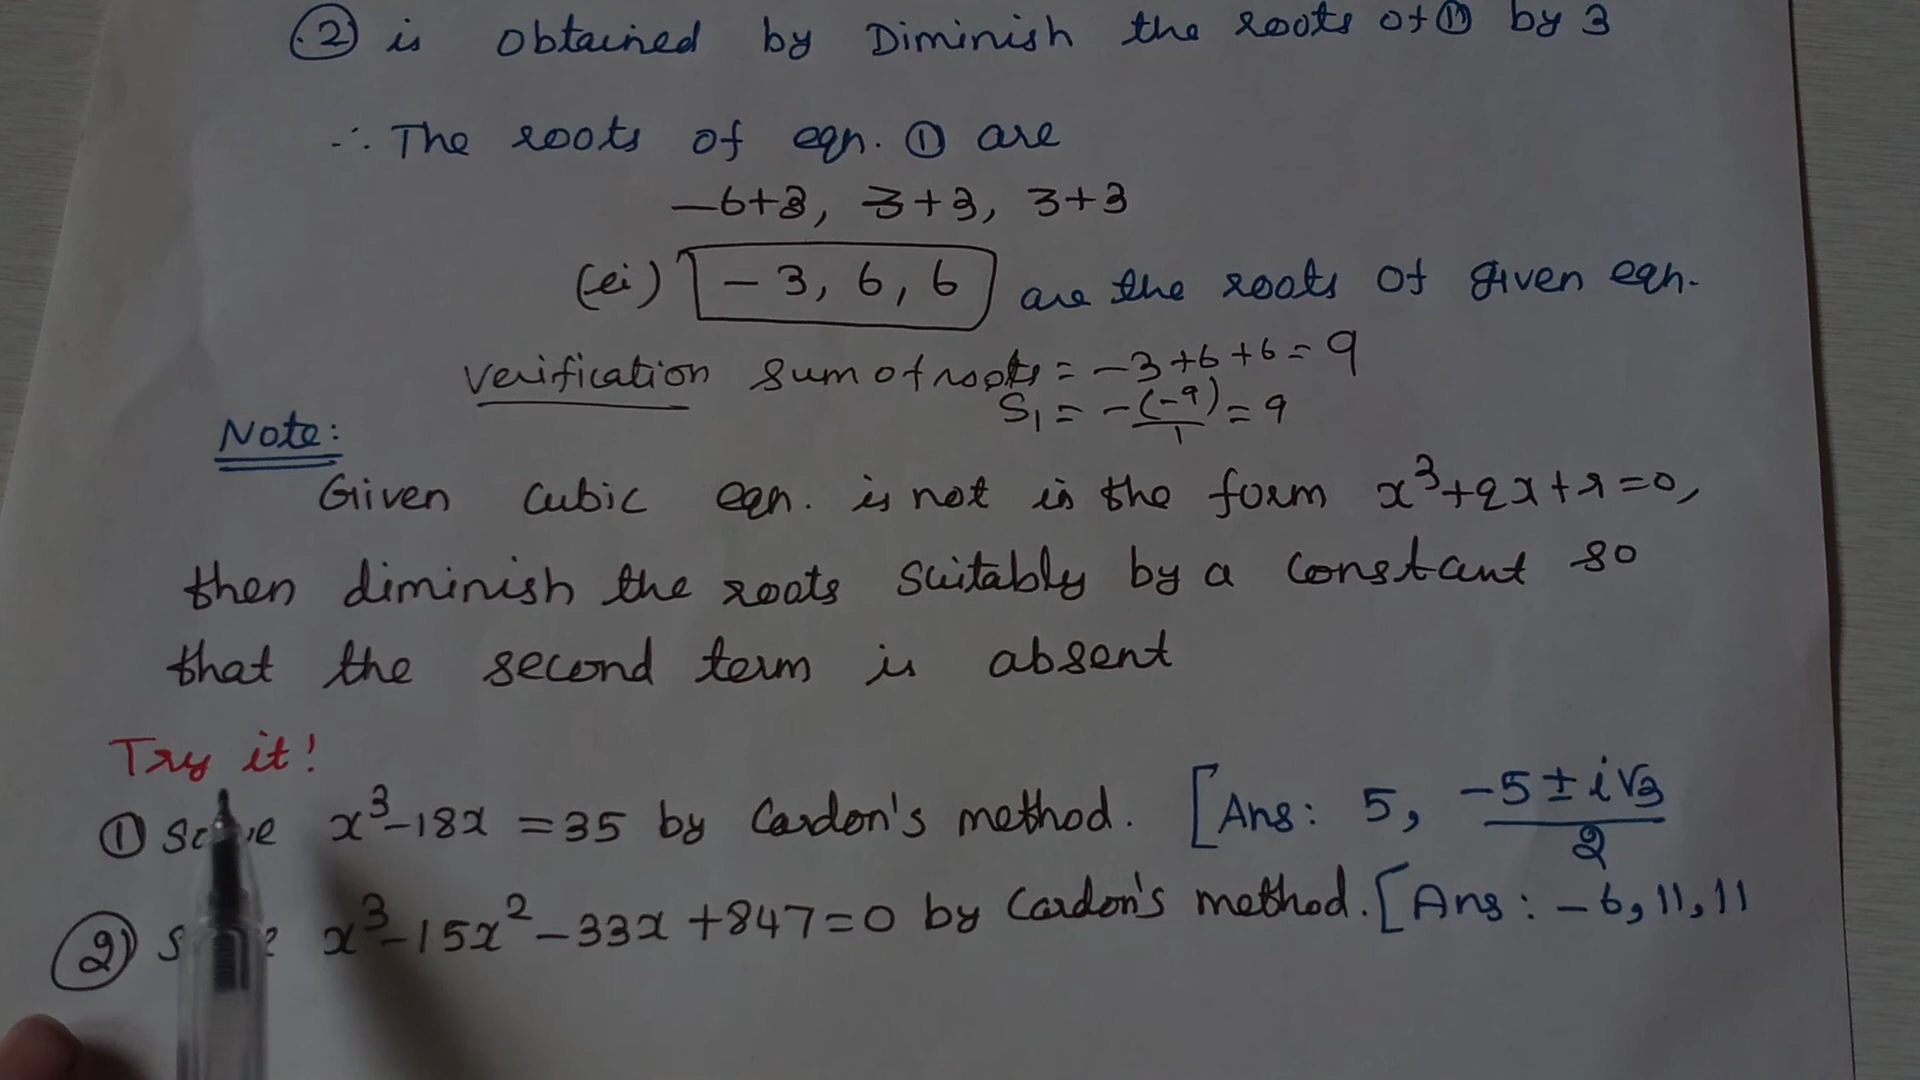 ② is obtained by Diminish the roots of ① by 3
∴ The roots of eqn. ① are
-6+3, 3+3, 3+3
(ei) -3, 6, 6 are the roots of given eqn.
Verification sum of roots = -3+6+6 = 9
S₁ = -(-9)/1 = 9
Note:
Given cubic eqn. is not in the form x³+qx+r=0,
then diminish the roots suitably by a constant so
that the second term is absent
Try it!
① x³-18x = 35 by Cardon's method. [Ans: 5, (-5±i√3)/2
② x³-15x²-33x+847=0 by Cardon's method. [Ans: -6, 11, 11